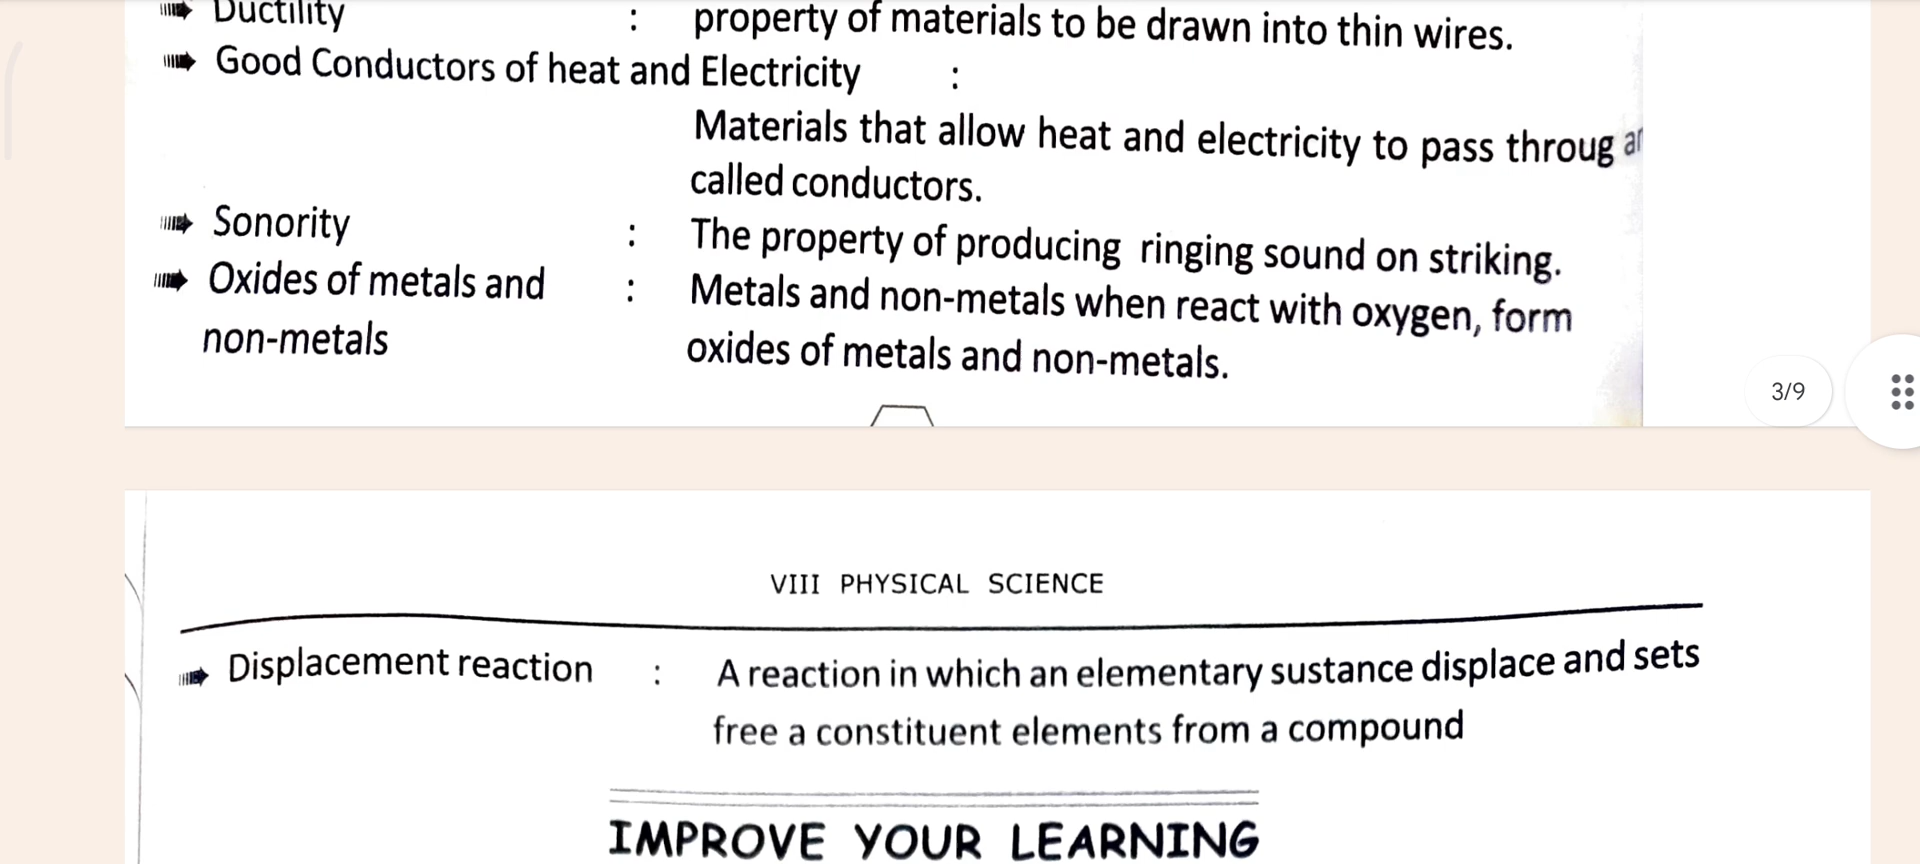 Ductility : property of materials to be drawn into thin wires.
Good Conductors of heat and Electricity :
Materials that allow heat and electricity to pass throug ar
called conductors.
Sonority : The property of producing ringing sound on striking.
Oxides of metals and : Metals and non-metals when react with oxygen, form
non-metals oxides of metals and non-metals.
3/9
VIII PHYSICAL SCIENCE
Displacement reaction : A reaction in which an elementary sustance displace and sets
free a constituent elements from a compound
IMPROVE YOUR LEARNING